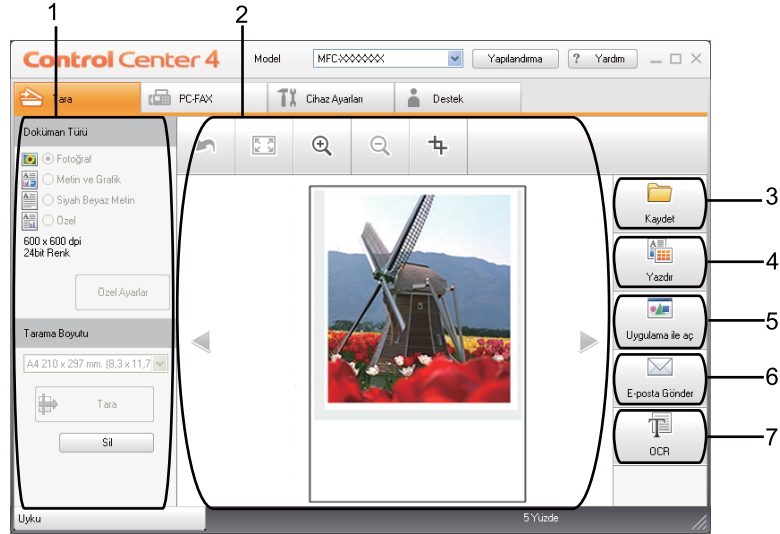 1
2
Control Center 4
Model
MFC-XXXXXX
Yapılandırma
? Yardım
Tara
PC-FAX
Cihaz Ayarları
Destek
Doküman Türü
Fotoğraf
Metin ve Grafik
Siyah Beyaz Metin
Özel
600 x 600 dpi
24bit Renk
Özel Ayarlar
Tarama Boyutu
A4 210 x 297 mm. (8,3 x 11,7
Tara
Sil
Kaydet
3
Yazdır
4
Uygulama ile aç
5
E-posta Gönder
6
OCR
7
Uyku
5 Yüzde